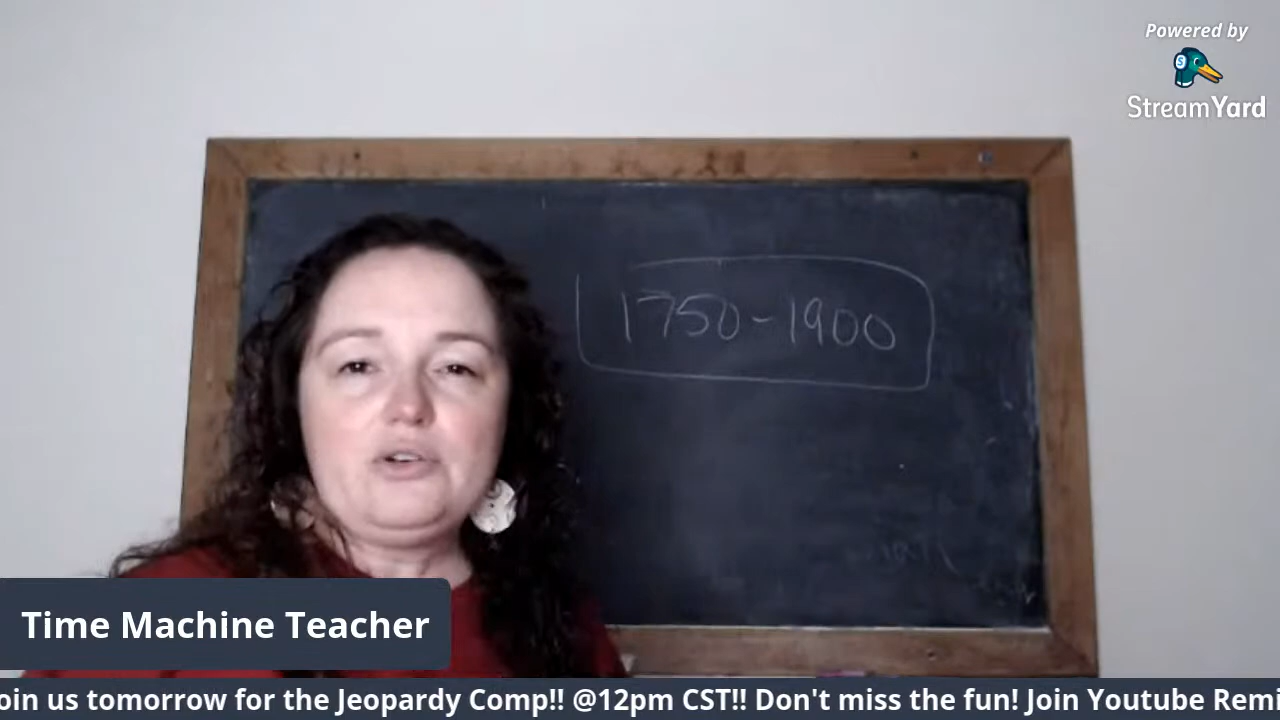 Powered by
StreamYard
1750-1900
Time Machine Teacher
oin us tomorrow for the Jeopardy Comp!! @12pm CST!! Don't miss the fun! Join Youtube Remi